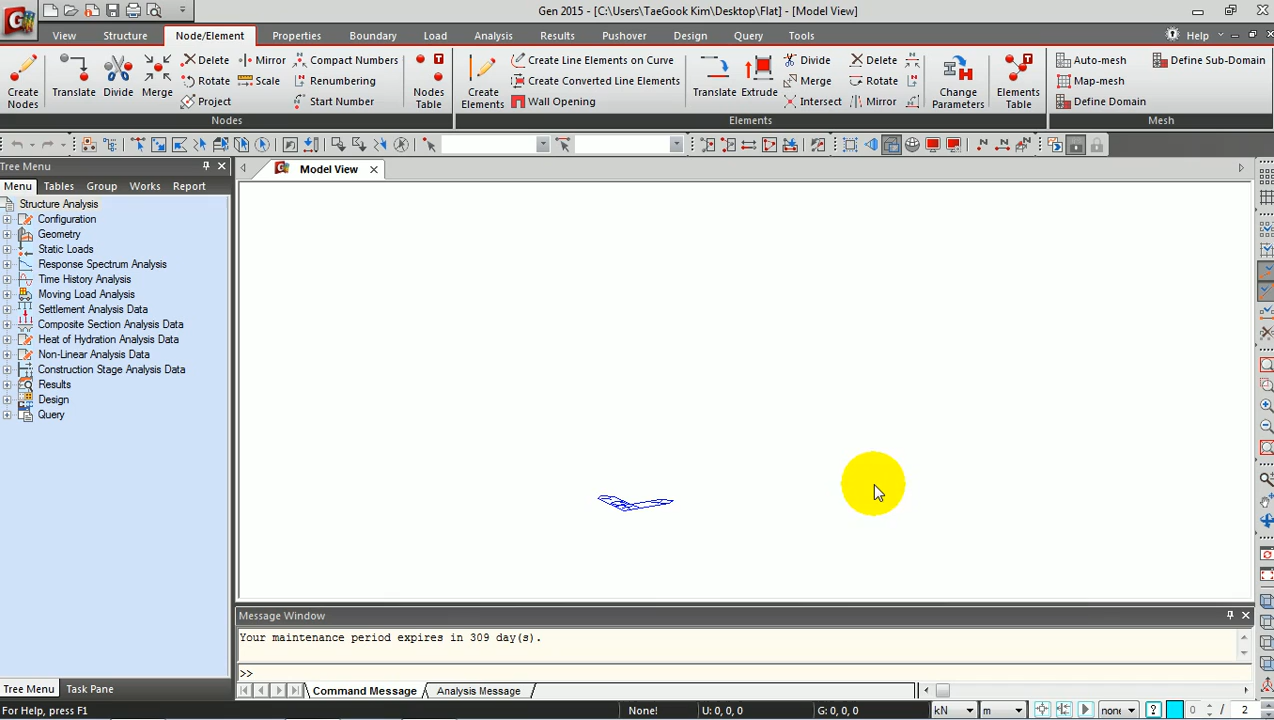 Gen 2015 - [C:\Users\TaeGook Kim\Desktop\Flat] - [Model View]
View Structure Node/Element Properties Boundary Load Analysis Results Pushover Design Query Tools Help
Create Nodes
Translate
Divide
Merge
Delete
Rotate
Project
Mirror
Scale
Compact Numbers
Renumbering
Start Number
Nodes Table
Nodes
Create Elements
Create Line Elements on Curve
Create Converted Line Elements
Wall Opening
Translate
Extrude
Divide
Merge
Intersect
Delete
Rotate
Mirror
Change Parameters
Elements Table
Elements
Auto-mesh
Map-mesh
Define Domain
Define Sub-Domain
Mesh
Tree Menu
Menu Tables Group Works Report
Model View
Structure Analysis
Configuration
Geometry
Static Loads
Response Spectrum Analysis
Time History Analysis
Moving Load Analysis
Settlement Analysis Data
Composite Section Analysis Data
Heat of Hydration Analysis Data
Non-Linear Analysis Data
Construction Stage Analysis Data
Results
Design
Query
Message Window
Your maintenance period expires in 309 day(s).
>>
Tree Menu Task Pane
Command Message Analysis Message
For Help, press F1 None! U: 0, 0, 0 G: 0, 0, 0 kN m none 0 / 2